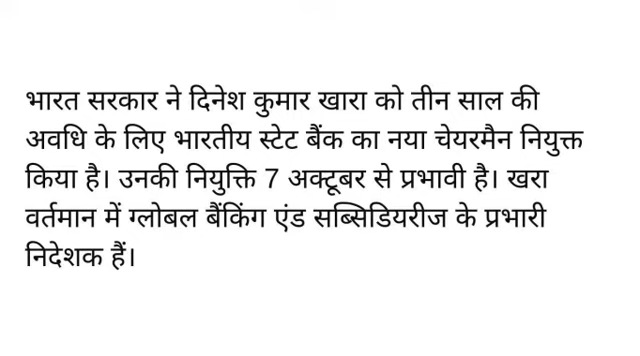 भारत सरकार ने दिनेश कुमार खारा को तीन साल की
अवधि के लिए भारतीय स्टेट बैंक का नया चेयरमैन नियुक्त
किया है। उनकी नियुक्ति 7 अक्टूबर से प्रभावी है। खरा
वर्तमान में ग्लोबल बैंकिंग एंड सब्सिडियरीज के प्रभारी
निदेशक हैं।